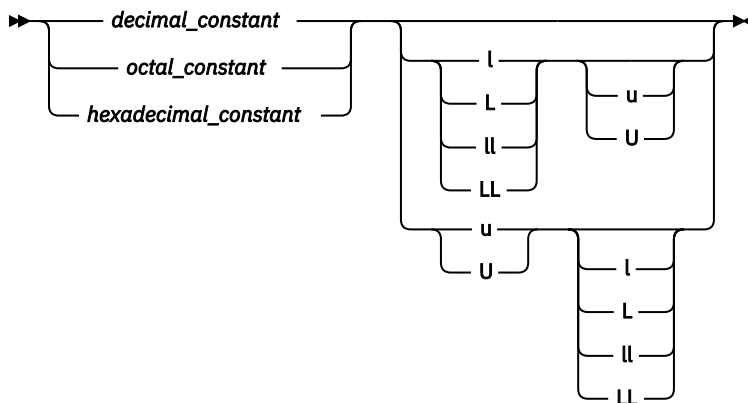 decimal_constant
octal_constant
hexadecimal_constant
l
L
ll
LL
u
U
u
U
l
L
ll
LL